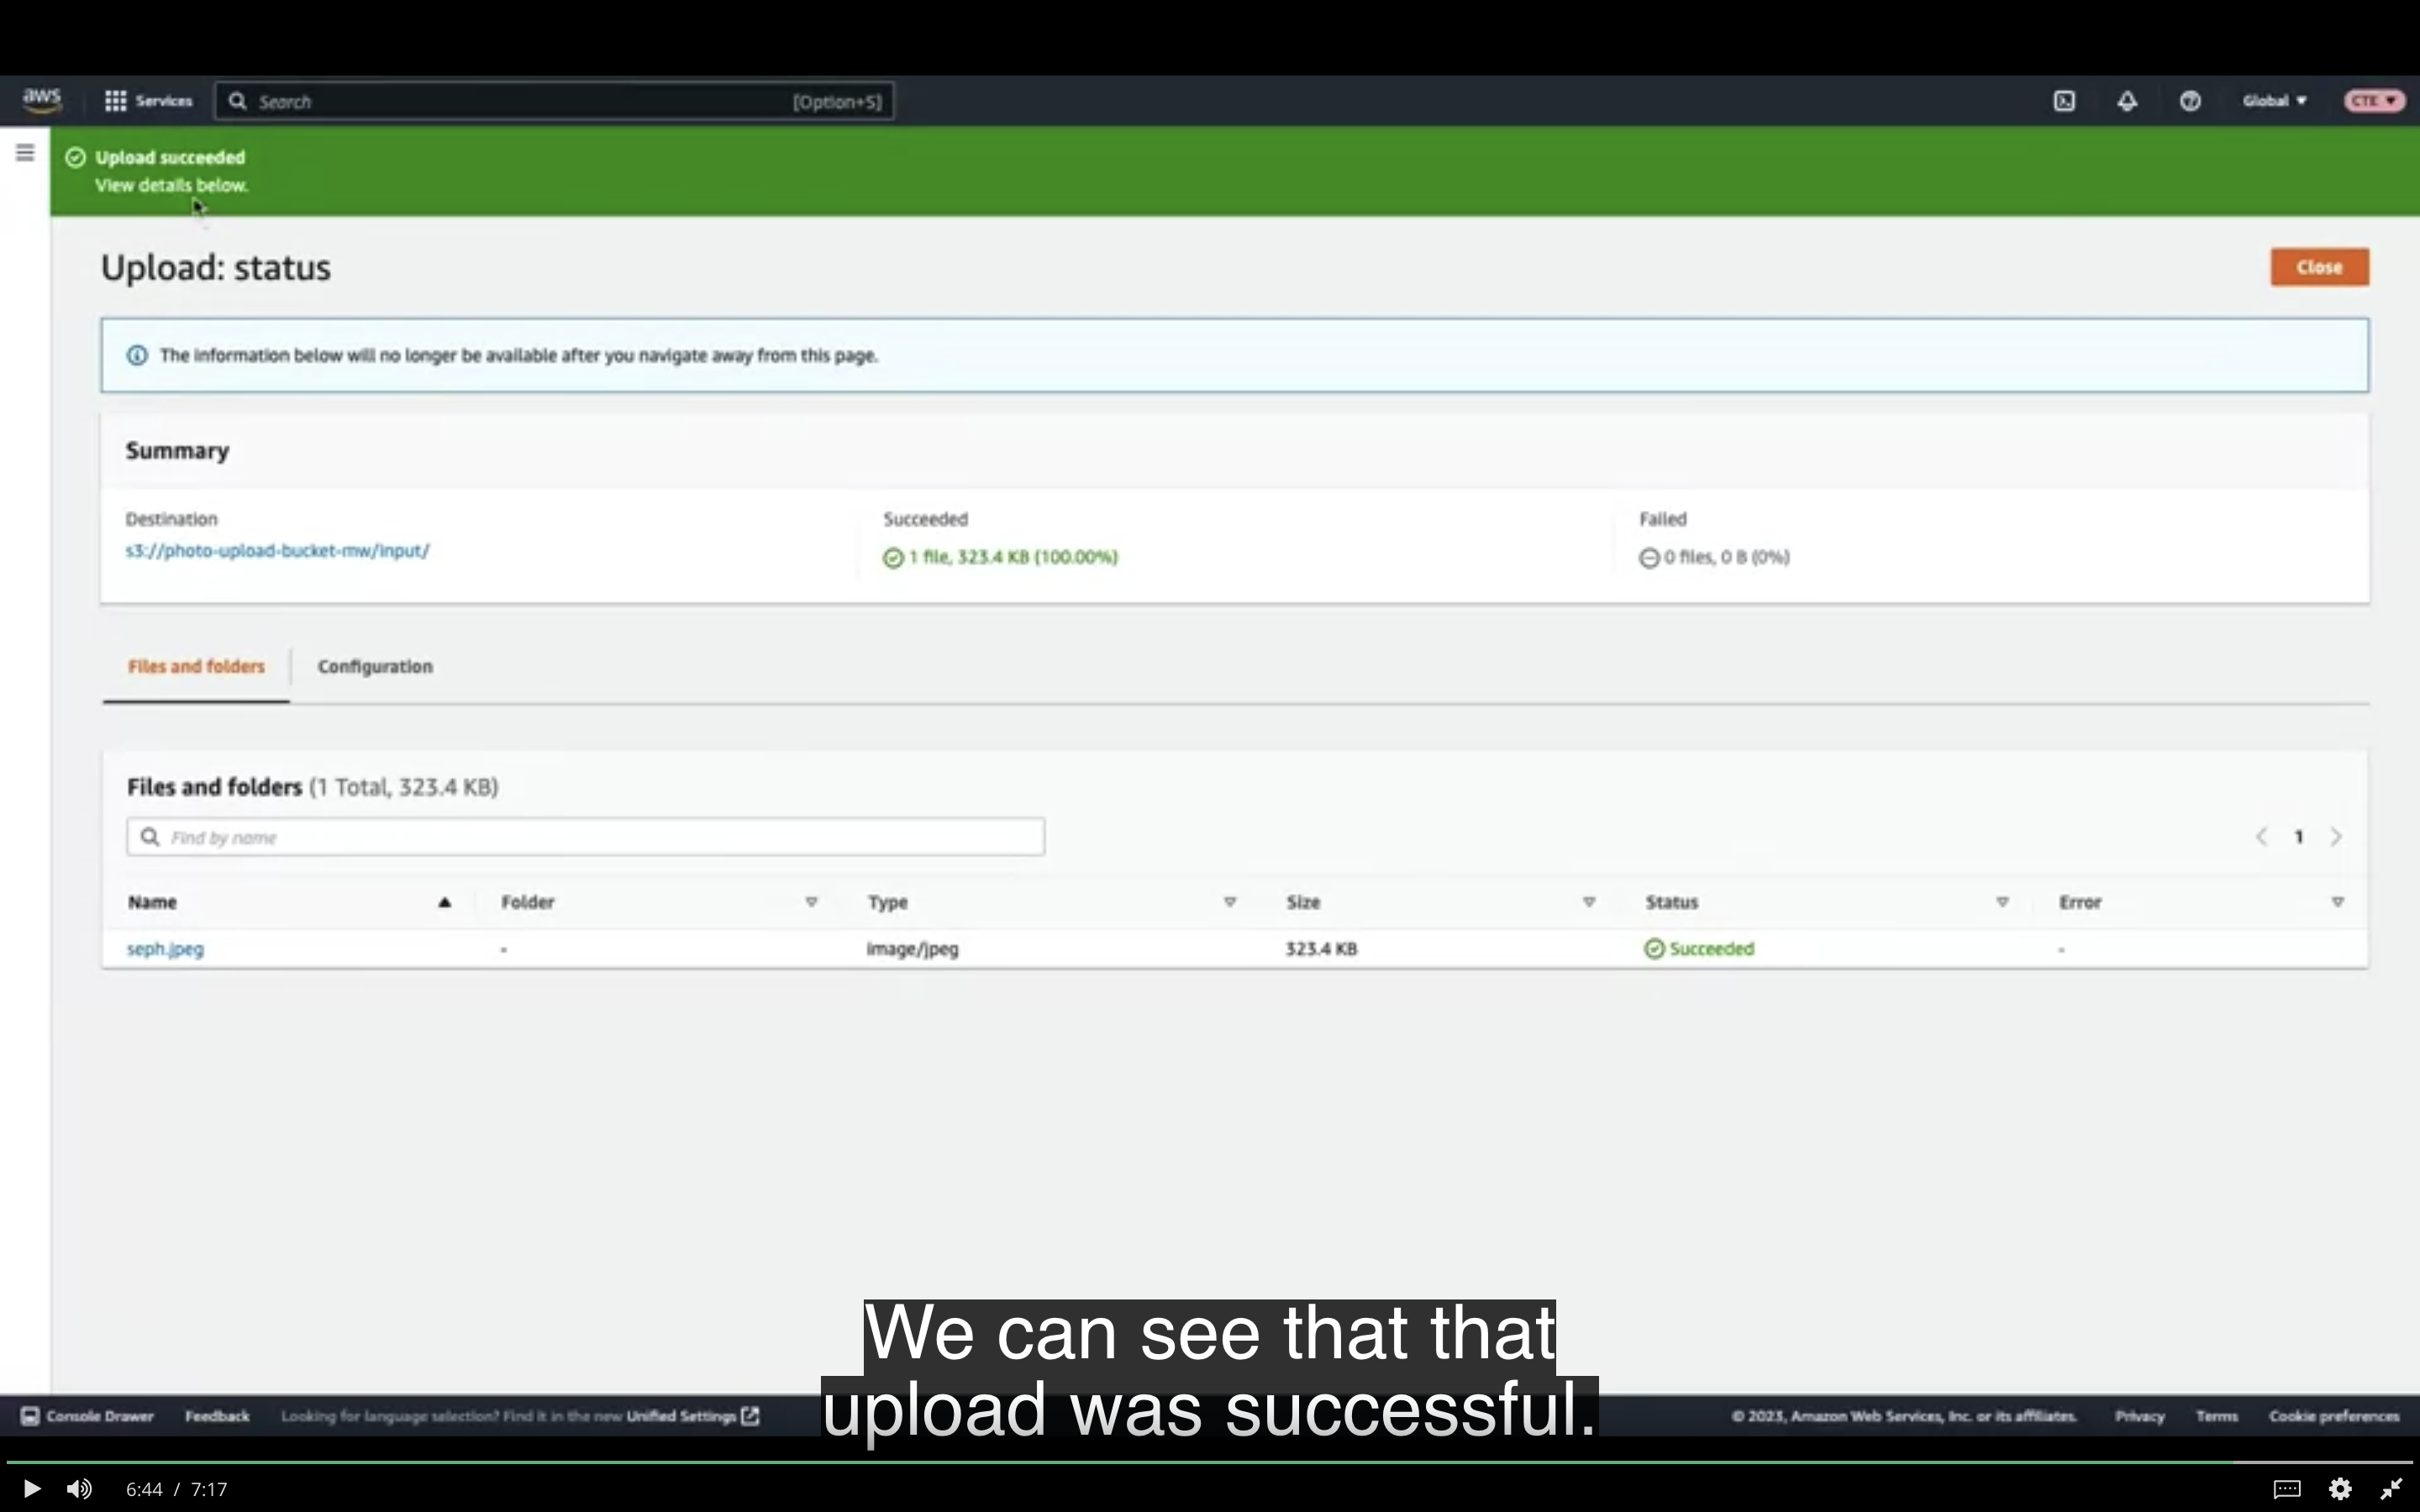 aws
Services
Search
[Option+S]
Global
CTE
Upload succeeded
View details below.
Upload: status
Close
The information below will no longer be available after you navigate away from this page.
Summary
Destination
s3://photo-upload-bucket-mw/input/
Succeeded
1 file, 323.4 KB (100.00%)
Failed
0 files, 0 B (0%)
Files and folders
Configuration
Files and folders (1 Total, 323.4 KB)
Find by name
1
Name Folder Type Size Status Error
seph.jpeg - image/jpeg 323.4 KB Succeeded -
We can see that that
upload was successful.
Console Drawer Feedback Looking for language selection? Find it in the new Unified Settings
© 2023, Amazon Web Services, Inc. or its affiliates. Privacy Terms Cookie preferences
6:44 / 7:17